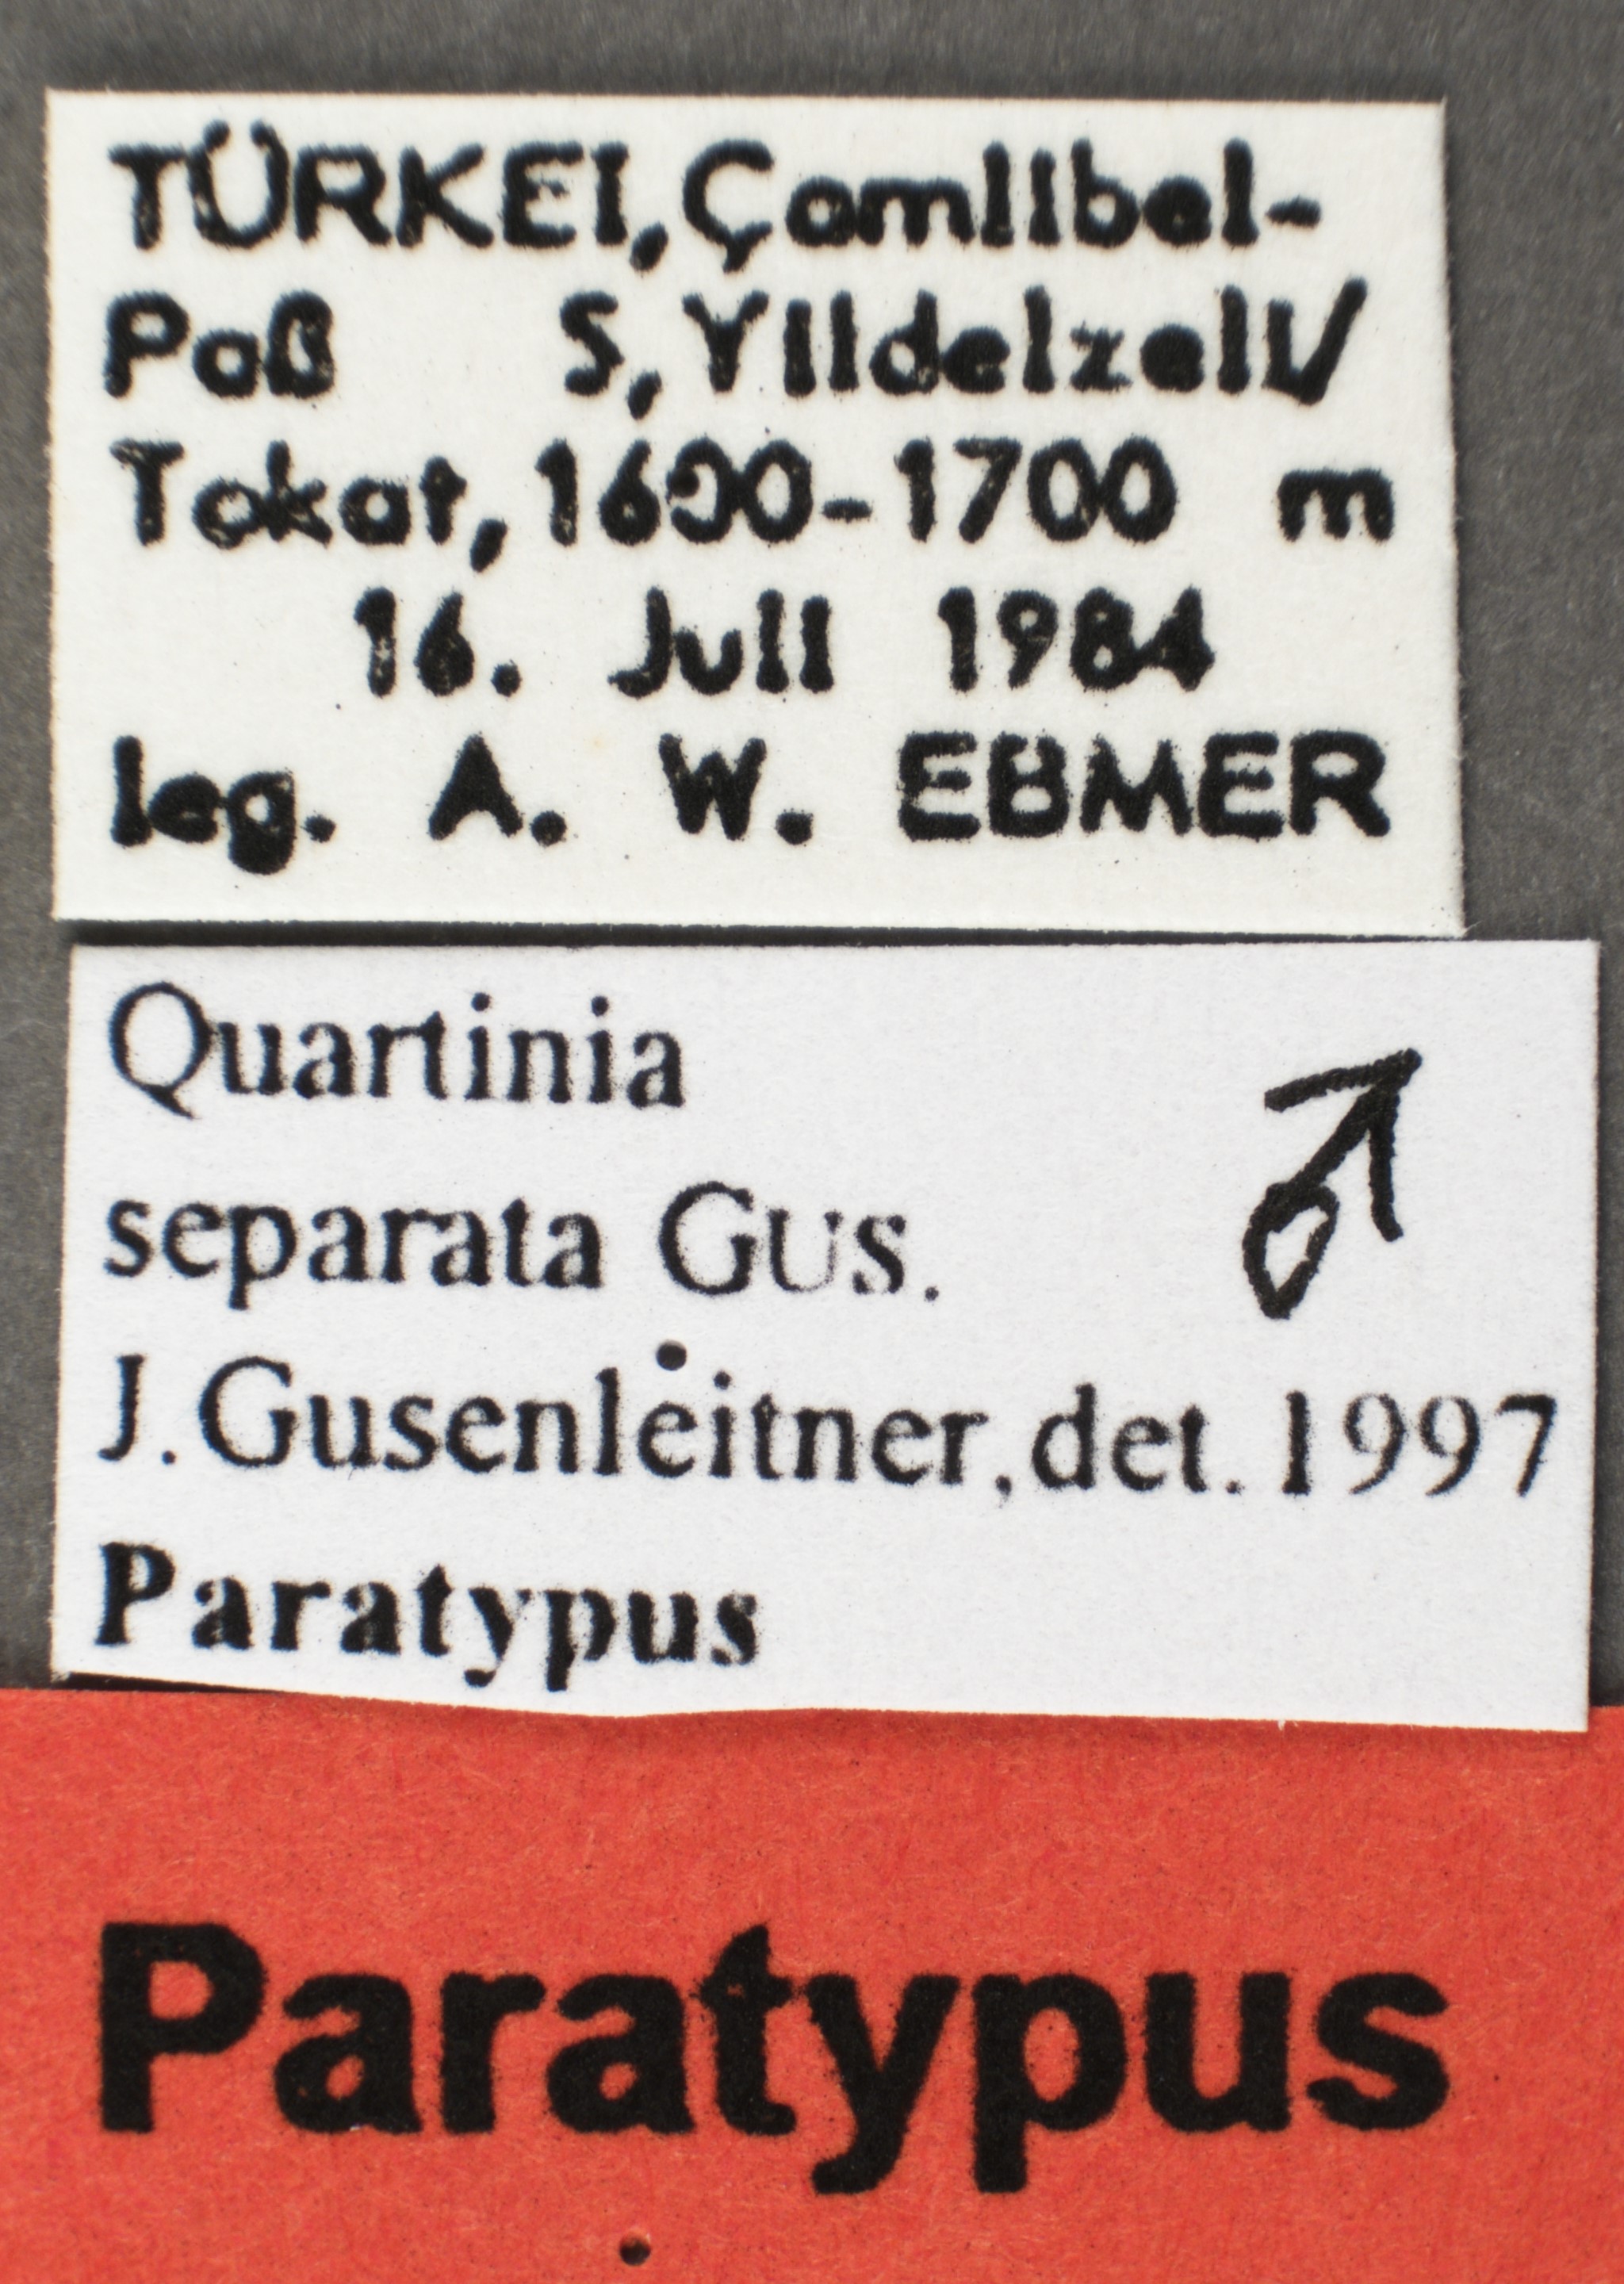 TÜRKEI, Çamlibel-
Paß S, Yildeizeli/
Tokat, 1600-1700 m
16. Juli 1984
leg. A. W. EBMER
Quartinia ♂
separata GUS.
J. Gusenleitner, det. 1997
Paratypus
Paratypus